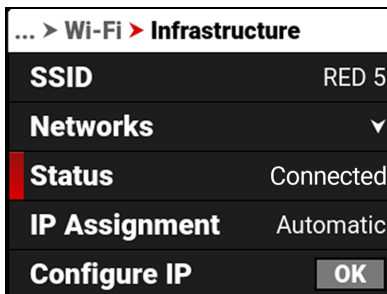 ... > Wi-Fi > Infrastructure
SSID RED 5
Networks
Status Connected
IP Assignment Automatic
Configure IP OK